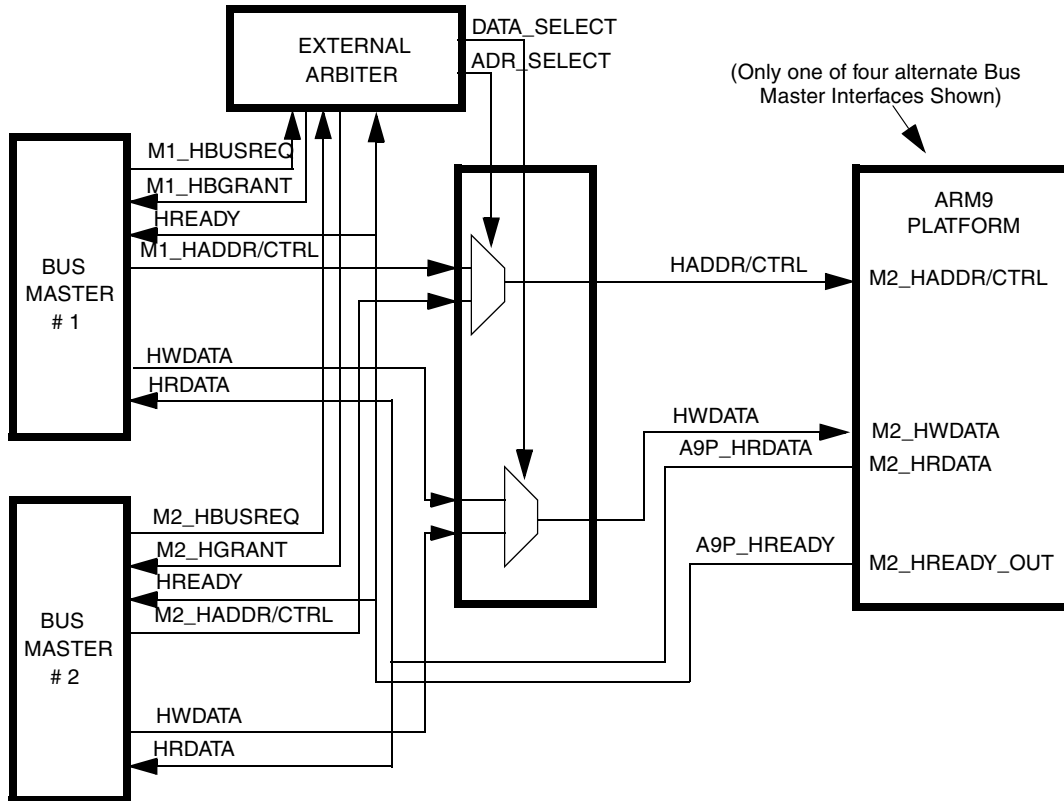 EXTERNAL
ARBITER
DATA_SELECT
ADR_SELECT
(Only one of four alternate Bus
Master Interfaces Shown)
BUS
MASTER
# 1
M1_HBUSREQ
M1_HBGRANT
HREADY
M1_HADDR/CTRL
HWDATA
HRDATA
HADDR/CTRL
HWDATA
A9P_HRDATA
A9P_HREADY
ARM9
PLATFORM
M2_HADDR/CTRL
M2_HWDATA
M2_HRDATA
M2_HREADY_OUT
BUS
MASTER
# 2
M2_HBUSREQ
M2_HGRANT
HREADY
M2_HADDR/CTRL
HWDATA
HRDATA